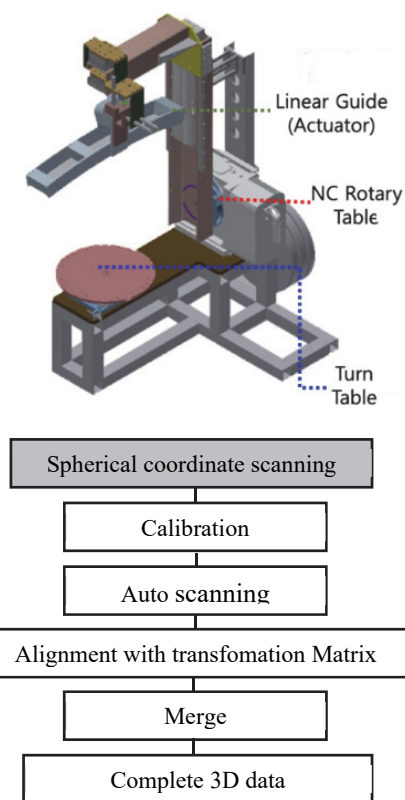 Linear Guide
(Actuator)
NC Rotary
Table
Turn
Table
Spherical coordinate scanning
Calibration
Auto scanning
Alignment with transfomation Matrix
Merge
Complete 3D data